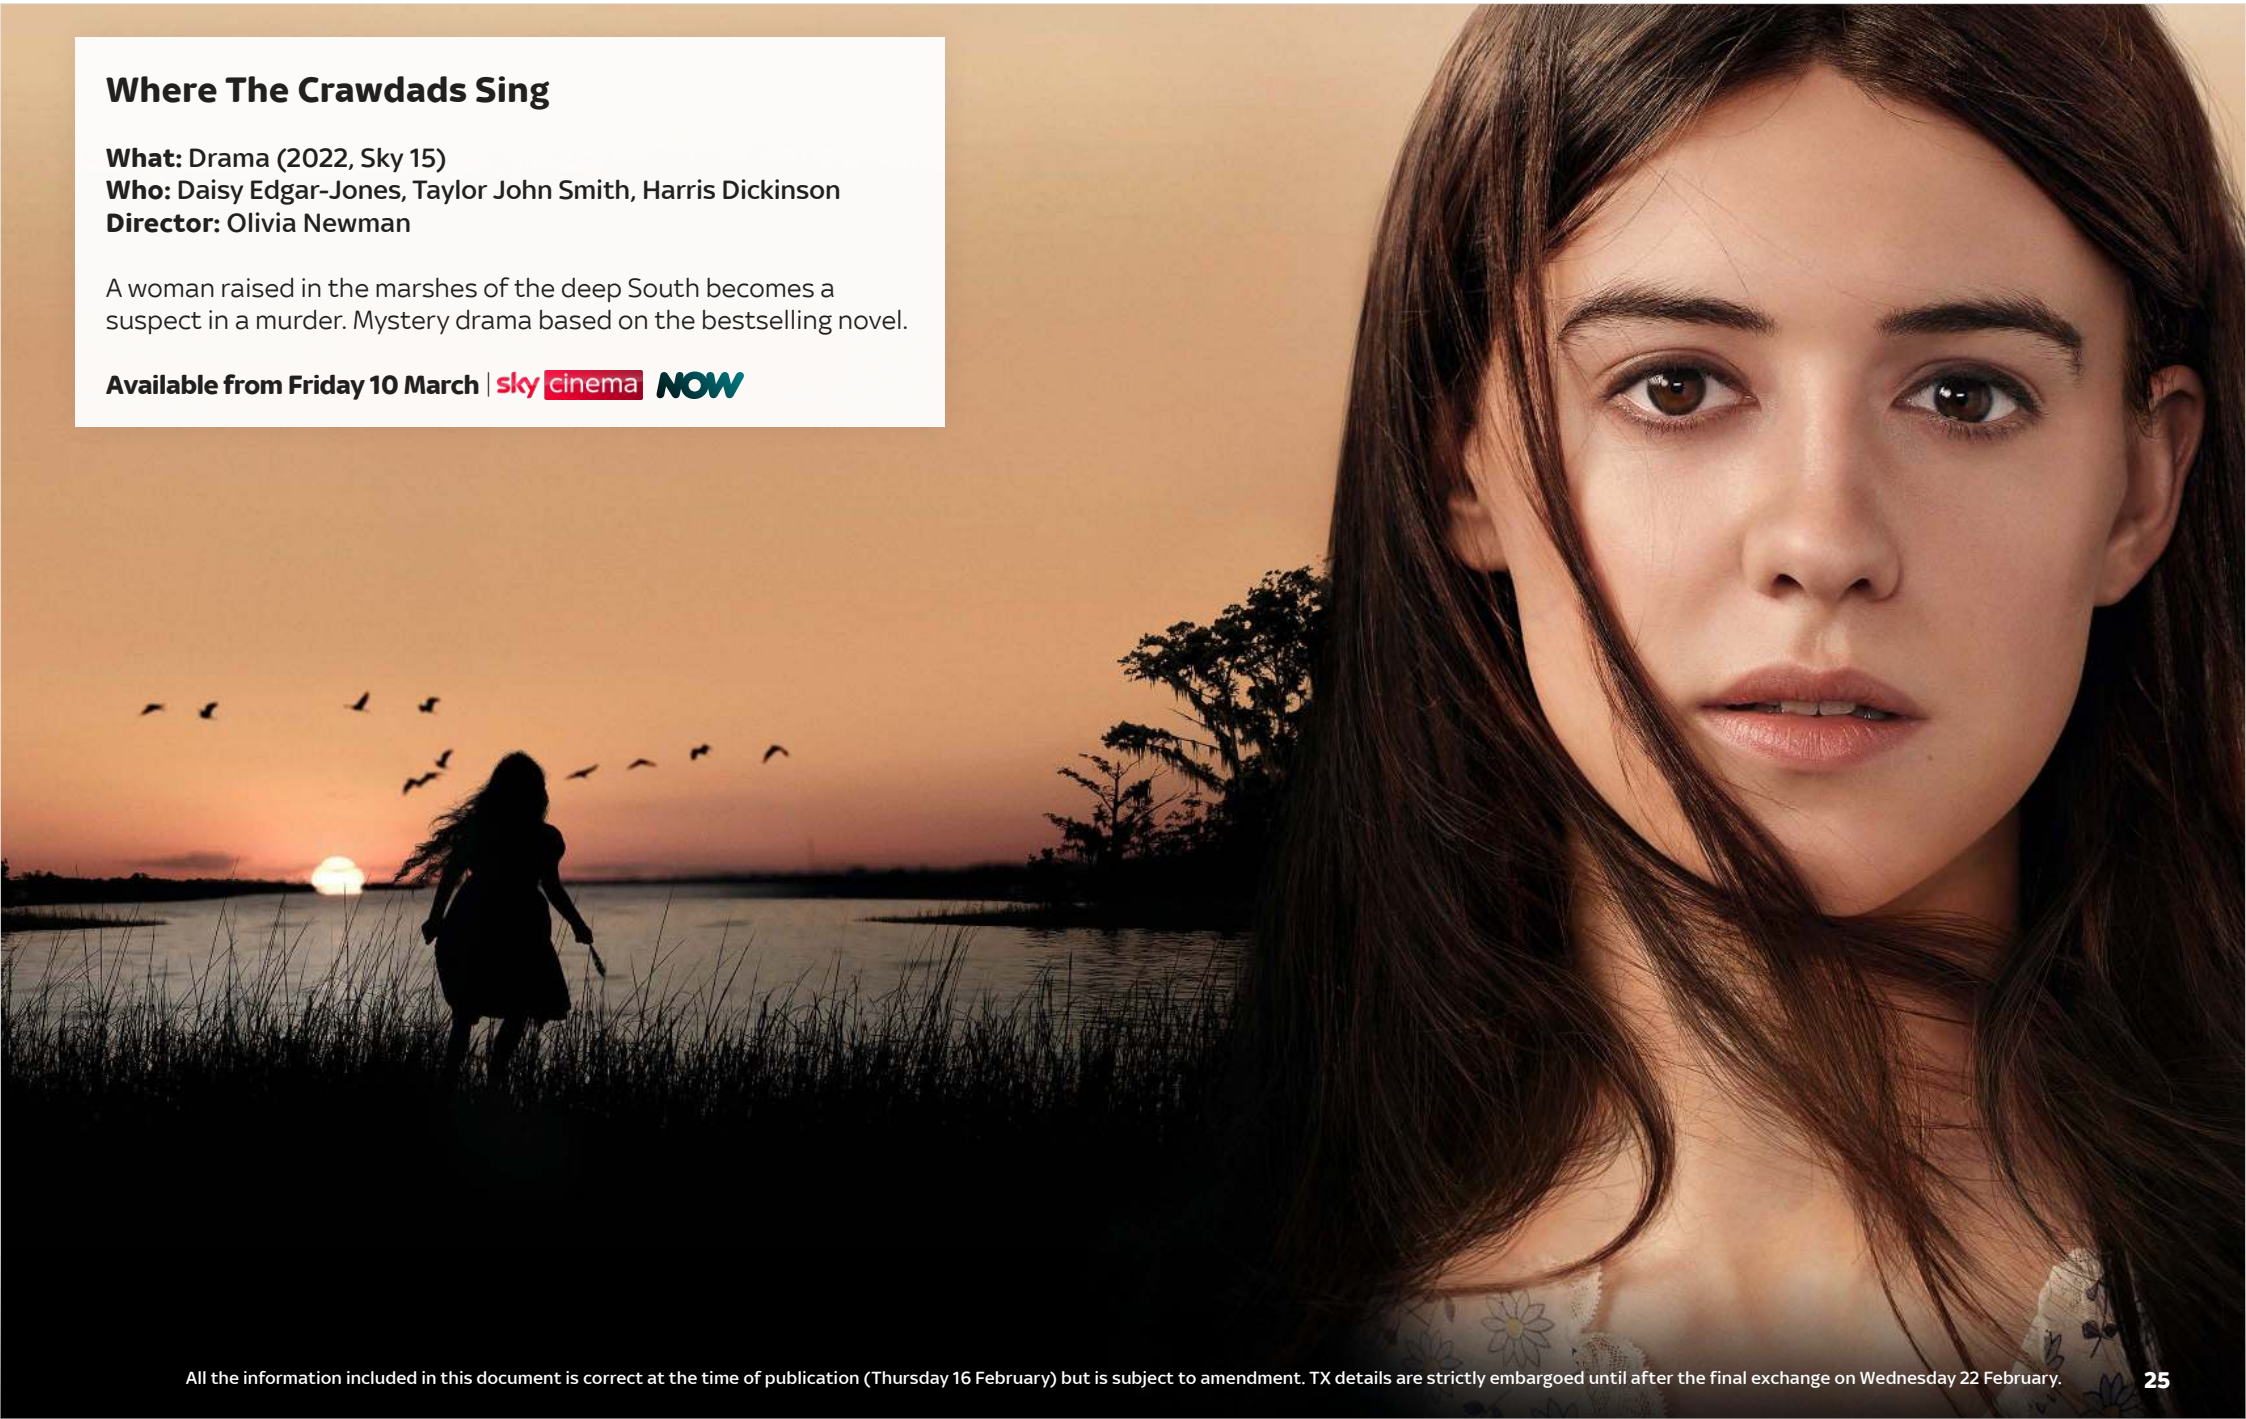 Where The Crawdads Sing
What: Drama (2022, Sky 15)
Who: Daisy Edgar-Jones, Taylor John Smith, Harris Dickinson
Director: Olivia Newman
A woman raised in the marshes of the deep South becomes a
suspect in a murder. Mystery drama based on the bestselling novel.
Available from Friday 10 March | sky cinema NOW
All the information included in this document is correct at the time of publication (Thursday 16 February) but is subject to amendment. TX details are strictly embargoed until after the final exchange on Wednesday 22 February. 25